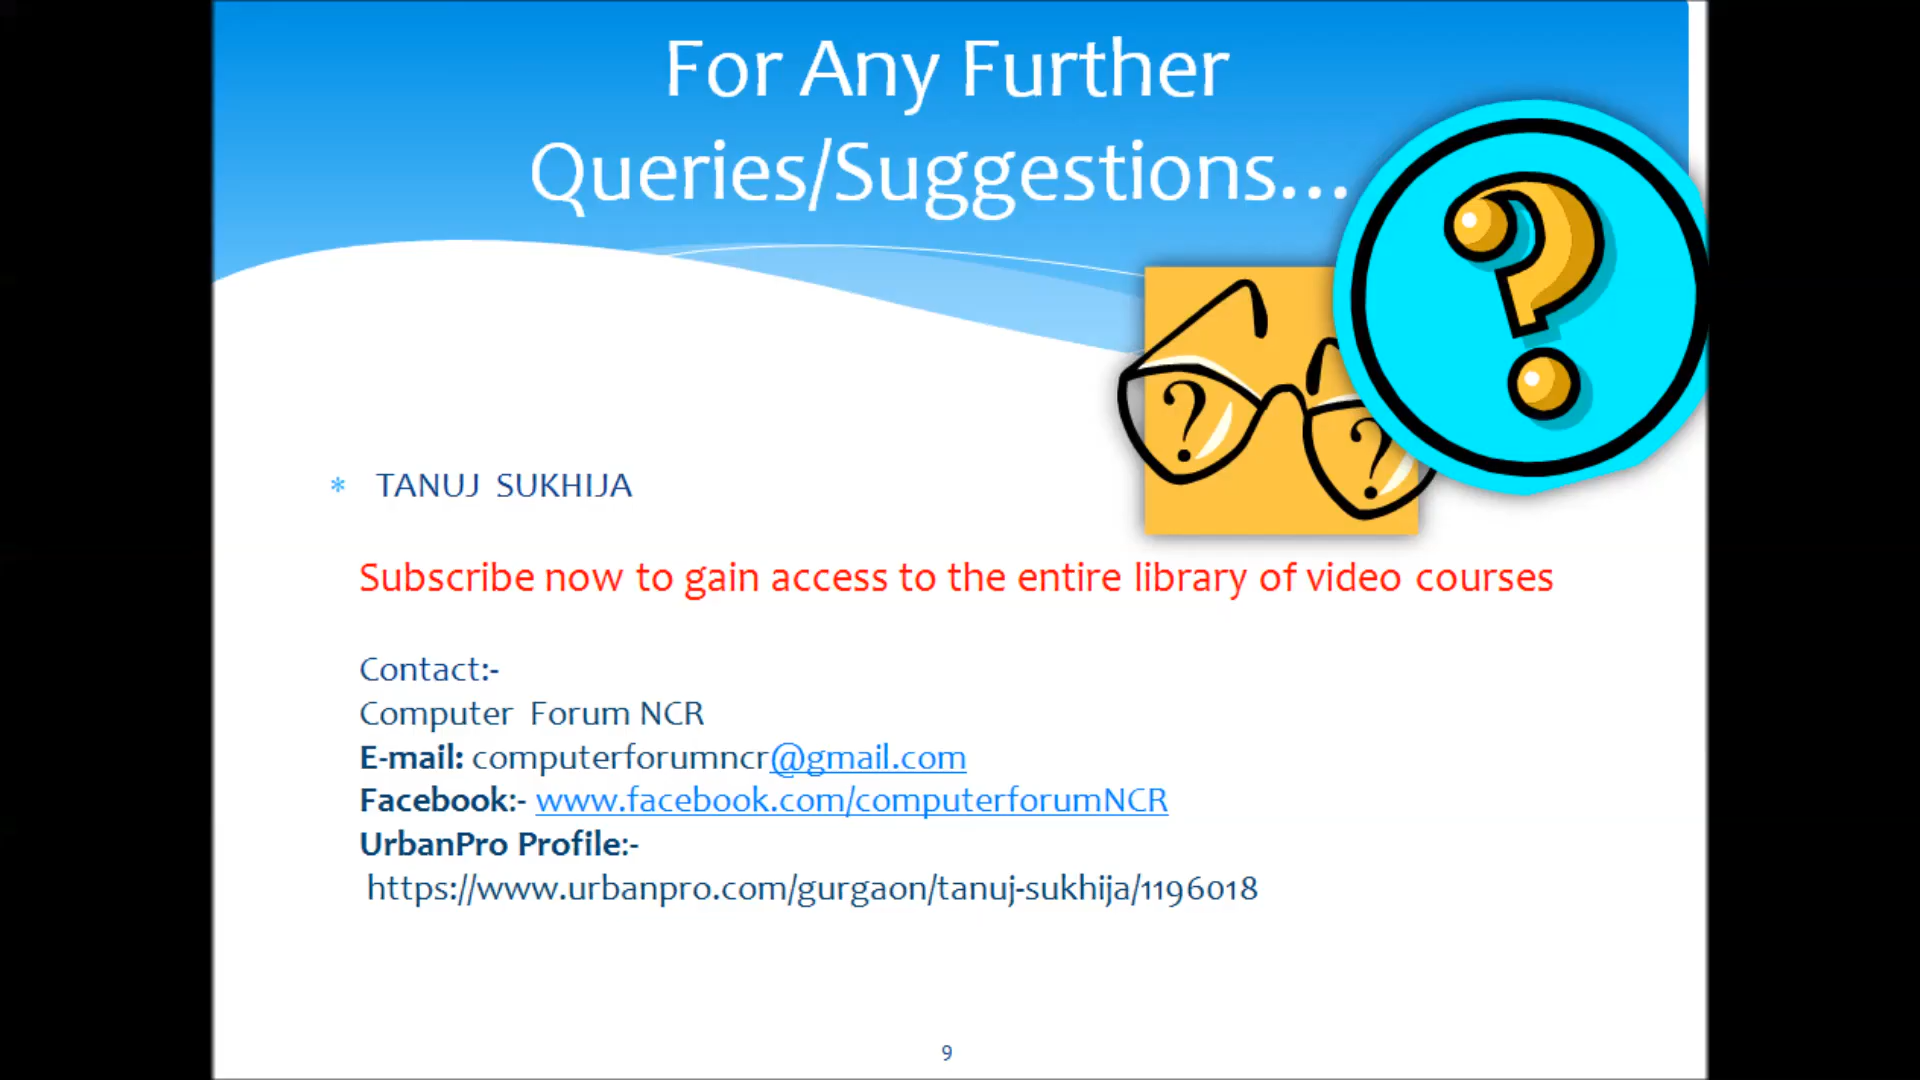 For Any Further
Queries/Suggestions...
? ? ?
* TANUJ SUKHIJA
Subscribe now to gain access to the entire library of video courses
Contact:-
Computer Forum NCR
E-mail: computerforumncr@gmail.com
Facebook:- www.facebook.com/computerforumNCR
UrbanPro Profile:-
https://www.urbanpro.com/gurgaon/tanuj-sukhija/1196018
9